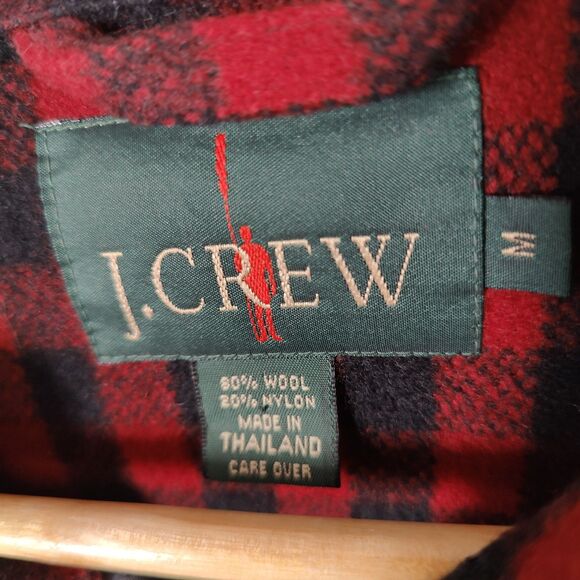 J.CREW
M
80% WOOL
20% NYLON
MADE IN
THAILAND
CARE OVER